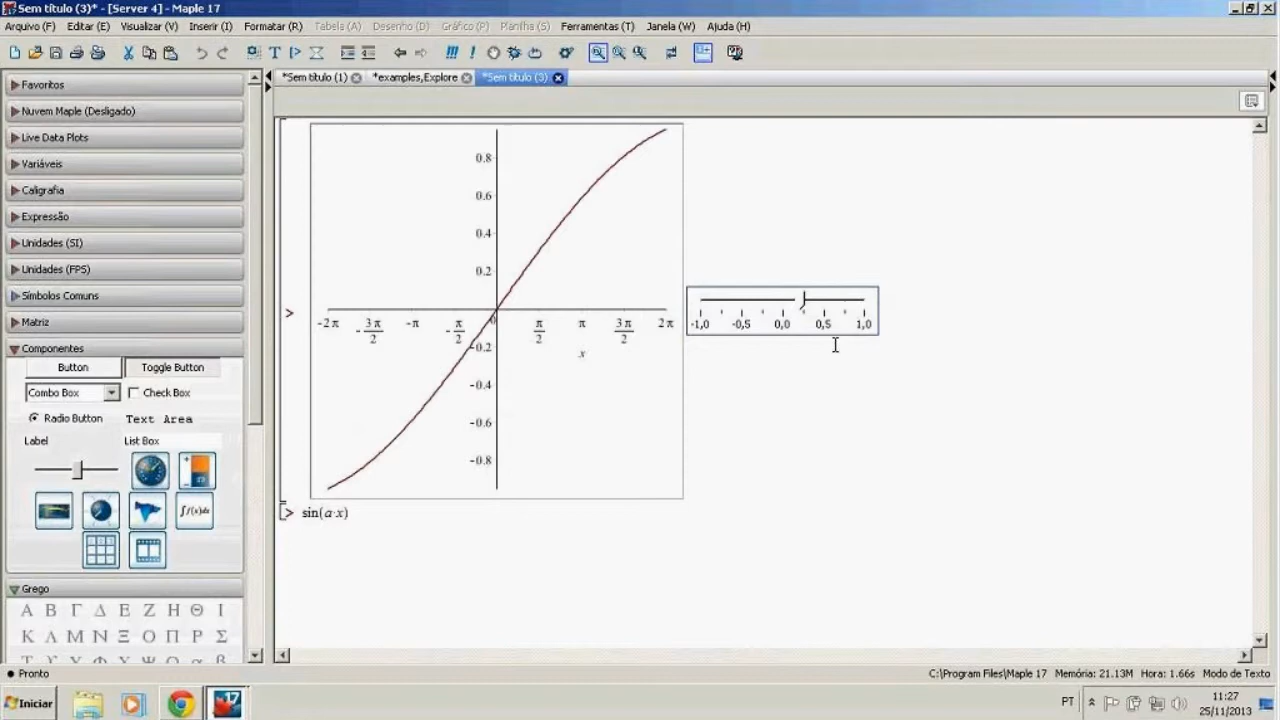 Sem título (3)* - [Server 4] - Maple 17
Arquivo (F) Editar (E) Visualizar (V) Inserir (I) Formatar (R) Tabela (A) Desenho (D) Gráfico (P) Planilha (S) Ferramentas (T) Janela (W) Ajuda (H)
*Sem título (1) *examples,Explore *Sem título (3)
Favoritos
Nuvem Maple (Desligado)
Live Data Plots
Variáveis
Caligrafia
Expressão
Unidades (SI)
Unidades (FPS)
Símbolos Comuns
Matriz
Componentes
Button Toggle Button
Combo Box Check Box
Radio Button Text Area
Label List Box
∫f(x)dx
Grego
Α Β Γ Δ Ε Ζ Η Θ Ι
Κ Λ Μ Ν Ξ Ο Π Ρ Σ
Τ Υ Χ Φ Χ Ψ Ω α β
0.8
0.6
0.4
0.2
0
-2π -3π/2 -π -π/2 π/2 π 3π/2 2π
x
-0.2
-0.4
-0.6
-0.8
-1,0 -0,5 0,0 0,5 1,0
> sin(a·x)
Pronto
C:\Program Files\Maple 17 Memória: 21.13M Hora: 1.66s Modo de Texto
Iniciar
17
PT
11:27
25/11/2013